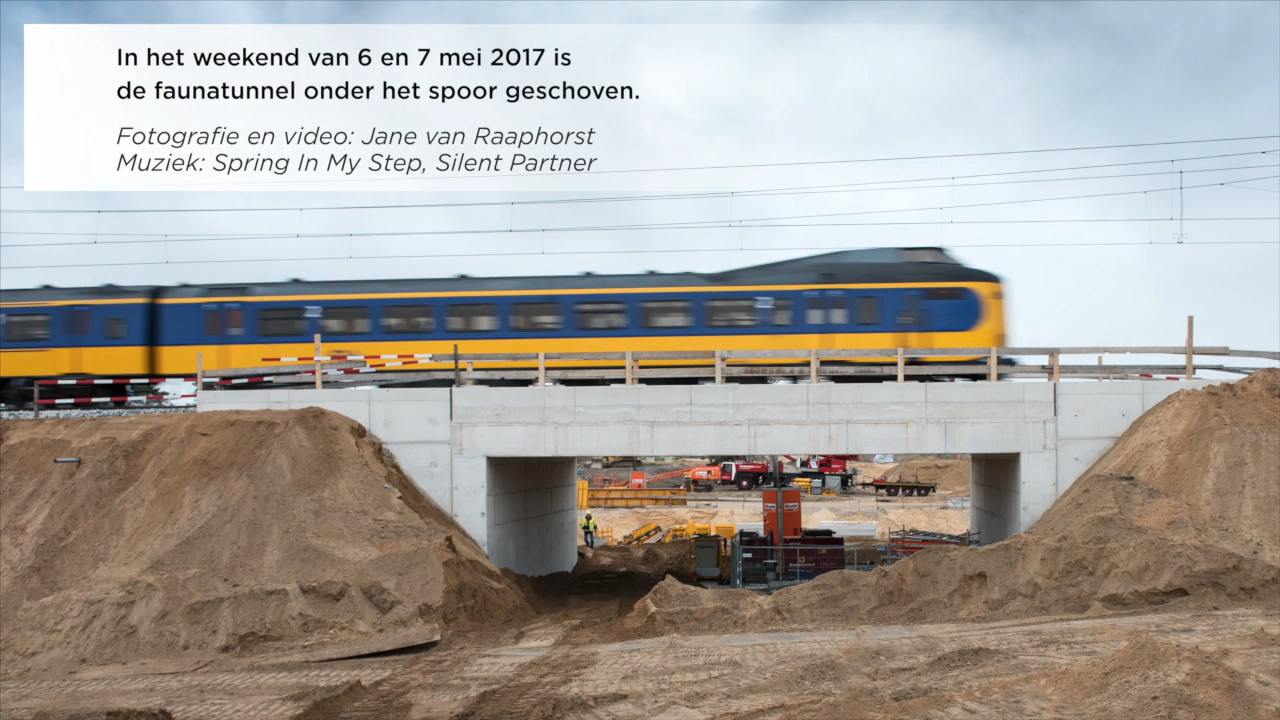 In het weekend van 6 en 7 mei 2017 is
de faunatunnel onder het spoor geschoven.
Fotografie en video: Jane van Raaphorst
Muziek: Spring In My Step, Silent Partner